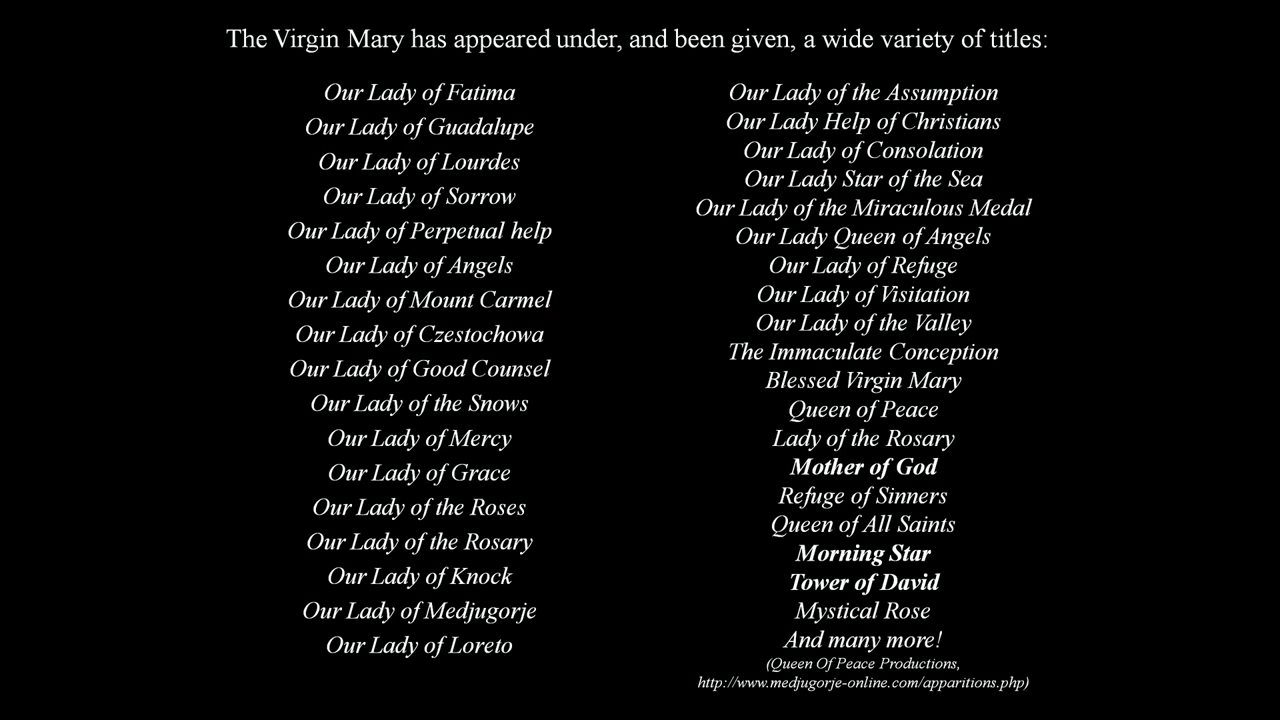 The Virgin Mary has appeared under, and been given, a wide variety of titles:
Our Lady of Fatima
Our Lady of Guadalupe
Our Lady of Lourdes
Our Lady of Sorrow
Our Lady of Perpetual help
Our Lady of Angels
Our Lady of Mount Carmel
Our Lady of Czestochowa
Our Lady of Good Counsel
Our Lady of the Snows
Our Lady of Mercy
Our Lady of Grace
Our Lady of the Roses
Our Lady of the Rosary
Our Lady of Knock
Our Lady of Medjugorje
Our Lady of Loreto
Our Lady of the Assumption
Our Lady Help of Christians
Our Lady of Consolation
Our Lady Star of the Sea
Our Lady of the Miraculous Medal
Our Lady Queen of Angels
Our Lady of Refuge
Our Lady of Visitation
Our Lady of the Valley
The Immaculate Conception
Blessed Virgin Mary
Queen of Peace
Lady of the Rosary
Mother of God
Refuge of Sinners
Queen of All Saints
Morning Star
Tower of David
Mystical Rose
And many more!
(Queen Of Peace Productions,
http://www.medjugorje-online.com/apparitions.php)